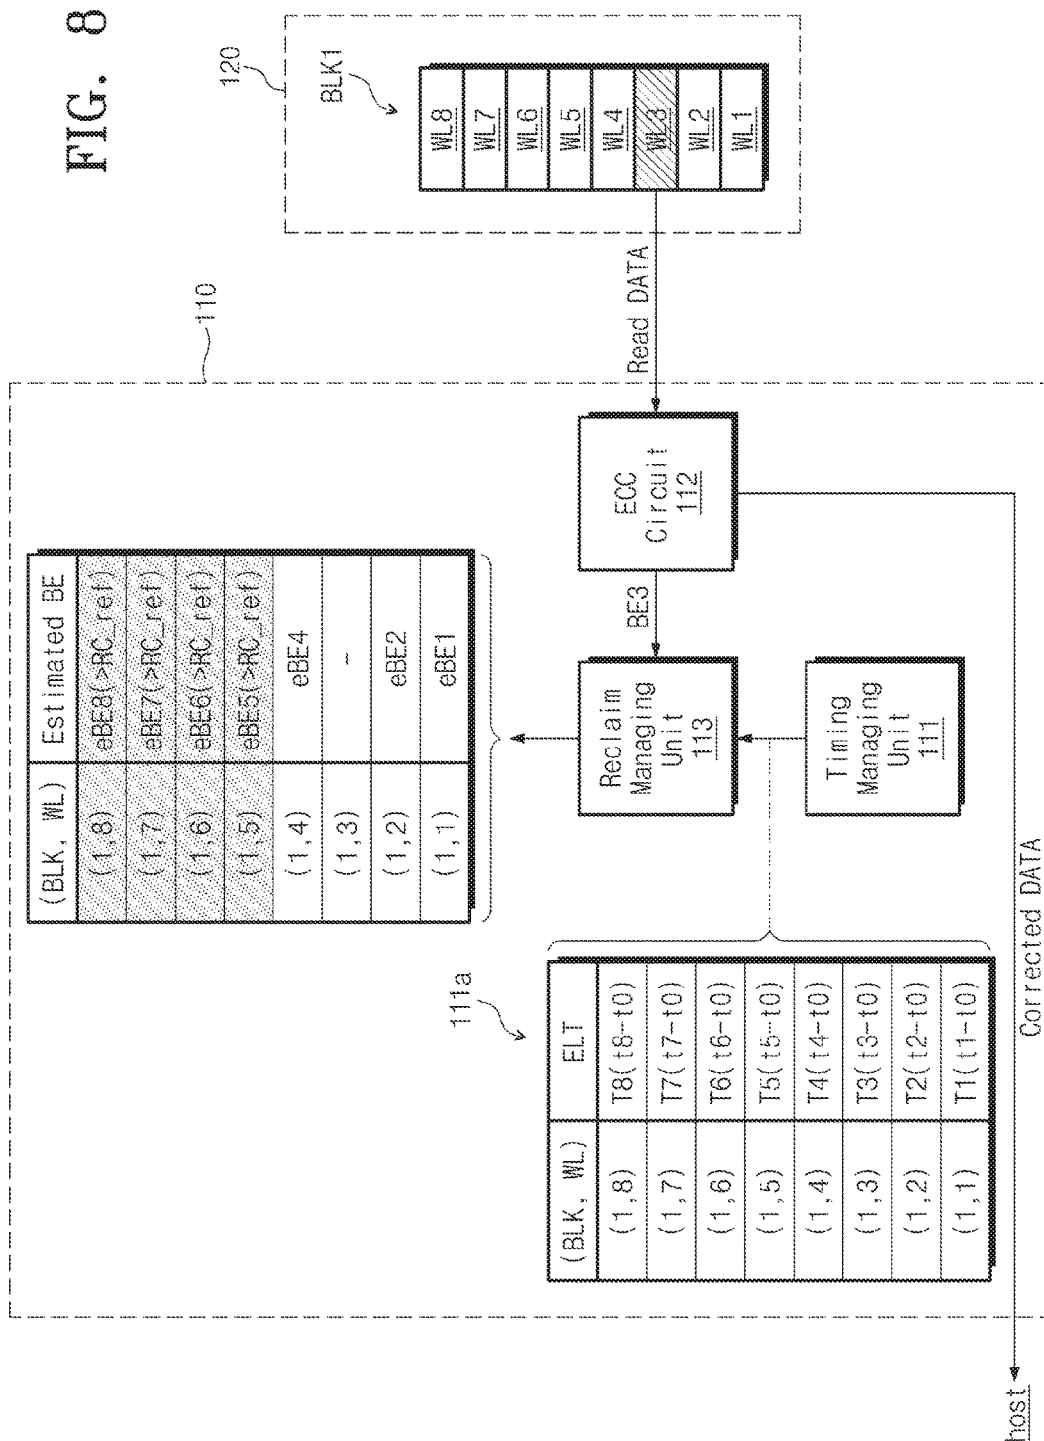 FIG. 8
110
120
(BLK, WL) Estimated BE
(1,8) eBE8(>RC_ref)
(1,7) eBE7(>RC_ref)
(1,6) eBE6(>RC_ref)
(1,5) eBE5(>RC_ref)
(1,4) eBE4
(1,3) -
(1,2) eBE2
(1,1) eBE1
BLK1
WL8
WL7
WL6
WL5
WL4
WL3
WL2
WL1
111a
(BLK, WL) ELT
(1,8) T8(t8-t0)
(1,7) T7(t7-t0)
(1,6) T6(t6-t0)
(1,5) T5(t5-t0)
(1,4) T4(t4-t0)
(1,3) T3(t3-t0)
(1,2) T2(t2-t0)
(1,1) T1(t1-t0)
Reclaim
Managing
Unit
113
BE3
ECC
Circuit
112
Read DATA
Timing
Managing
Unit
111
host
Corrected DATA